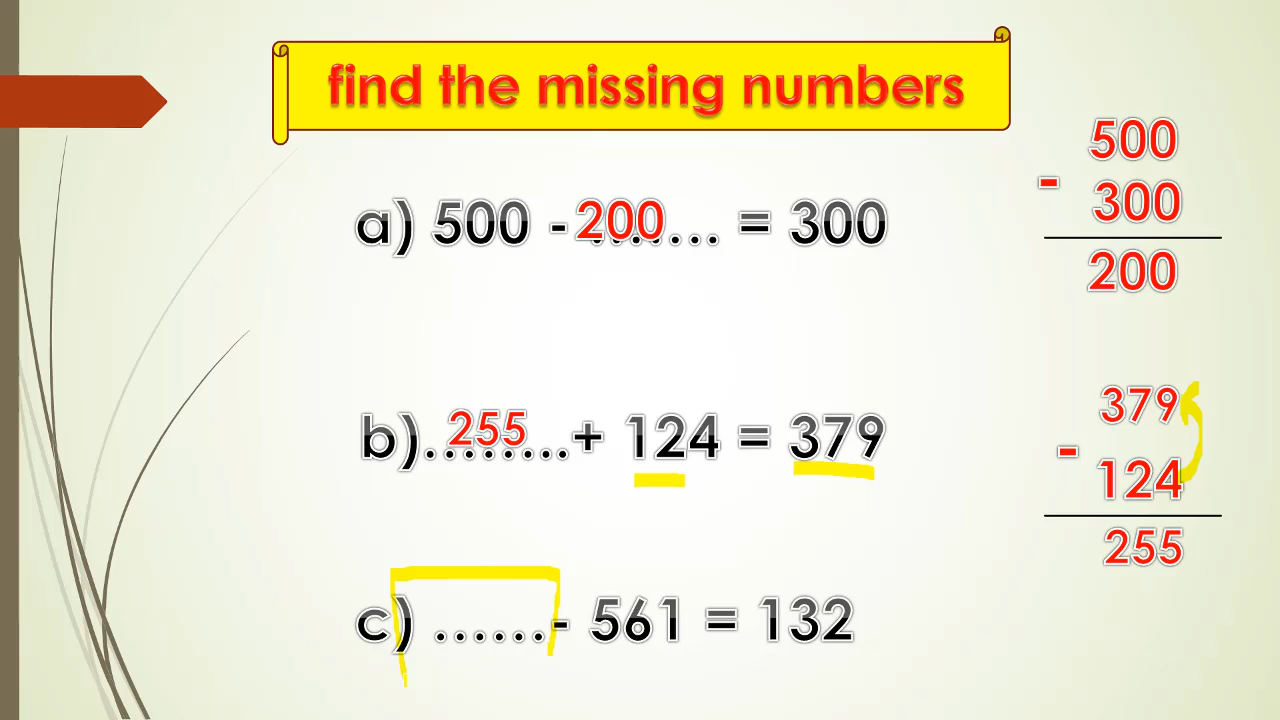 find the missing numbers
a) 500 - 200 ....... = 300
500
- 300
200
b) ...255.....+ 124 = 379
379
- 124
255
c) ......- 561 = 132